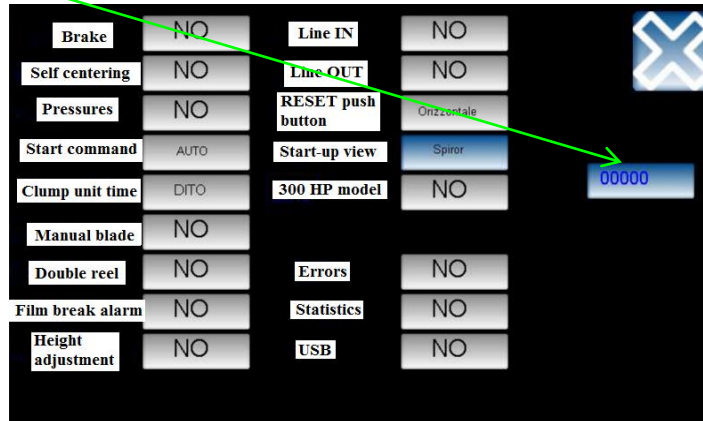 Brake NO Line IN NO
Self centering NO Line OUT NO
Pressures NO RESET push button Orizzontale
Start command AUTO Start-up view Spiror
Clump unit time DITO 300 HP model NO
00000
Manual blade NO
Double reel NO Errors NO
Film break alarm NO Statistics NO
Height adjustment NO USB NO